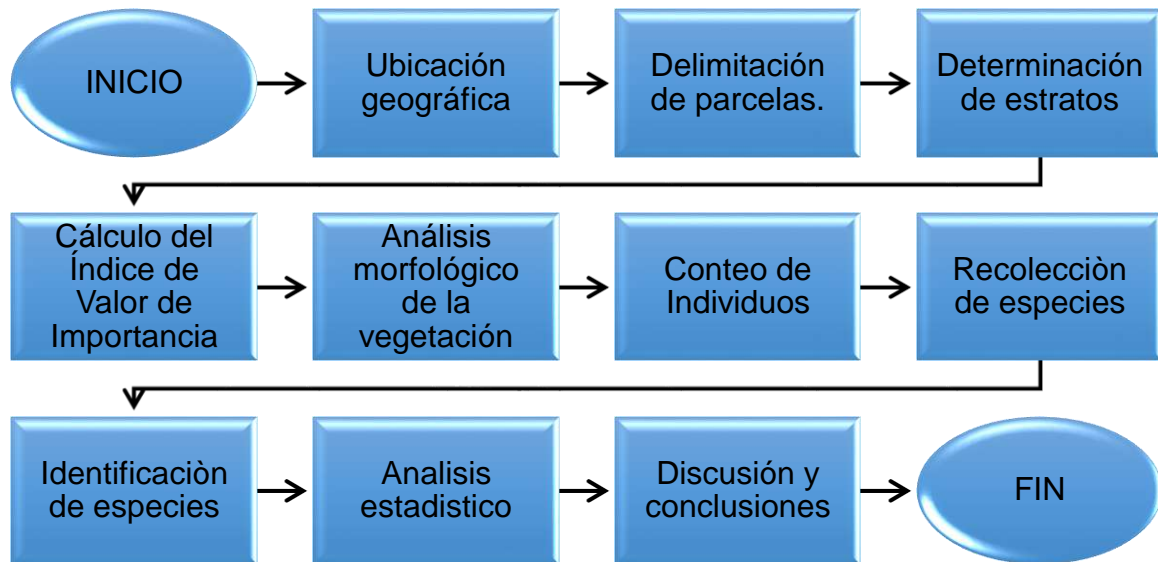 INICIO
Ubicación
geográfica
Delimitación
de parcelas.
Determinación
de estratos
Cálculo del
Índice de
Valor de
Importancia
Análisis
morfológico
de la
vegetación
Conteo de
Individuos
Recolecciòn
de especies
Identificaciòn
de especies
Analisis
estadistico
Discusión y
conclusiones
FIN